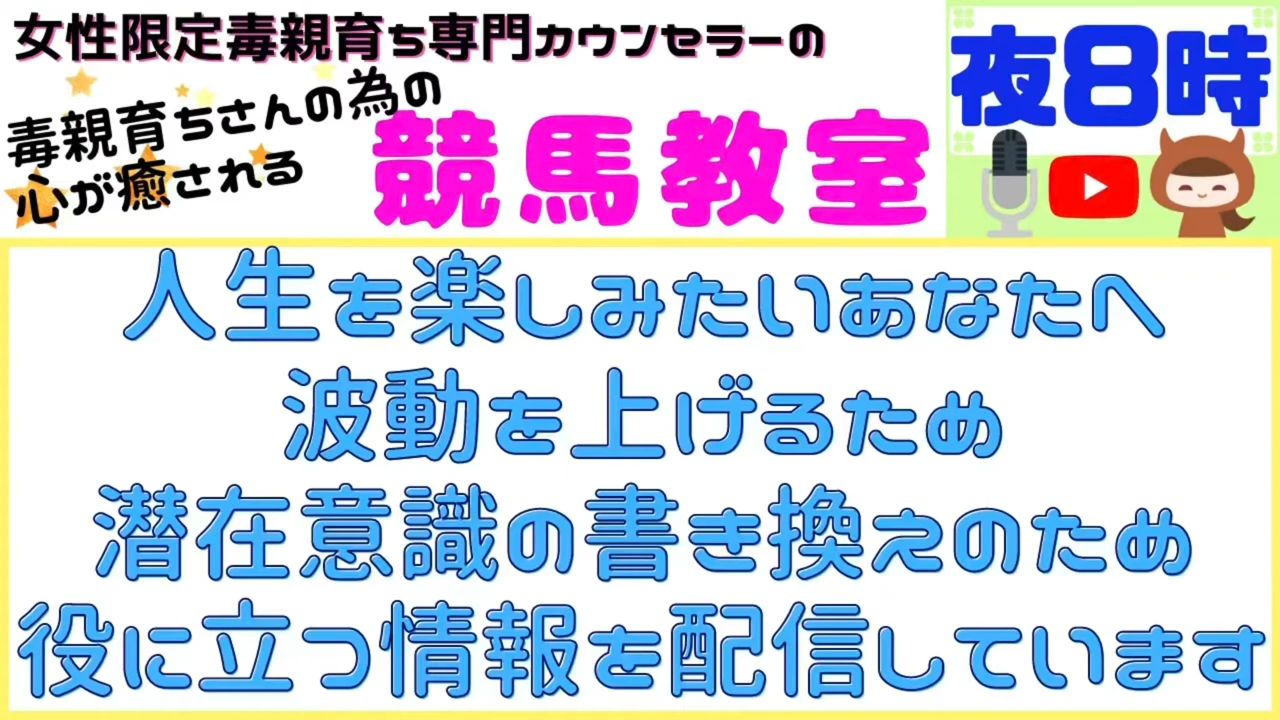 女性限定毒親育ち専門カウンセラーの
毒親育ちさんの為の
心が癒される
競馬教室
夜8時
人生を楽しみたいあなたへ
波動を上げるため
潜在意識の書き換えのため
役に立つ情報を配信しています